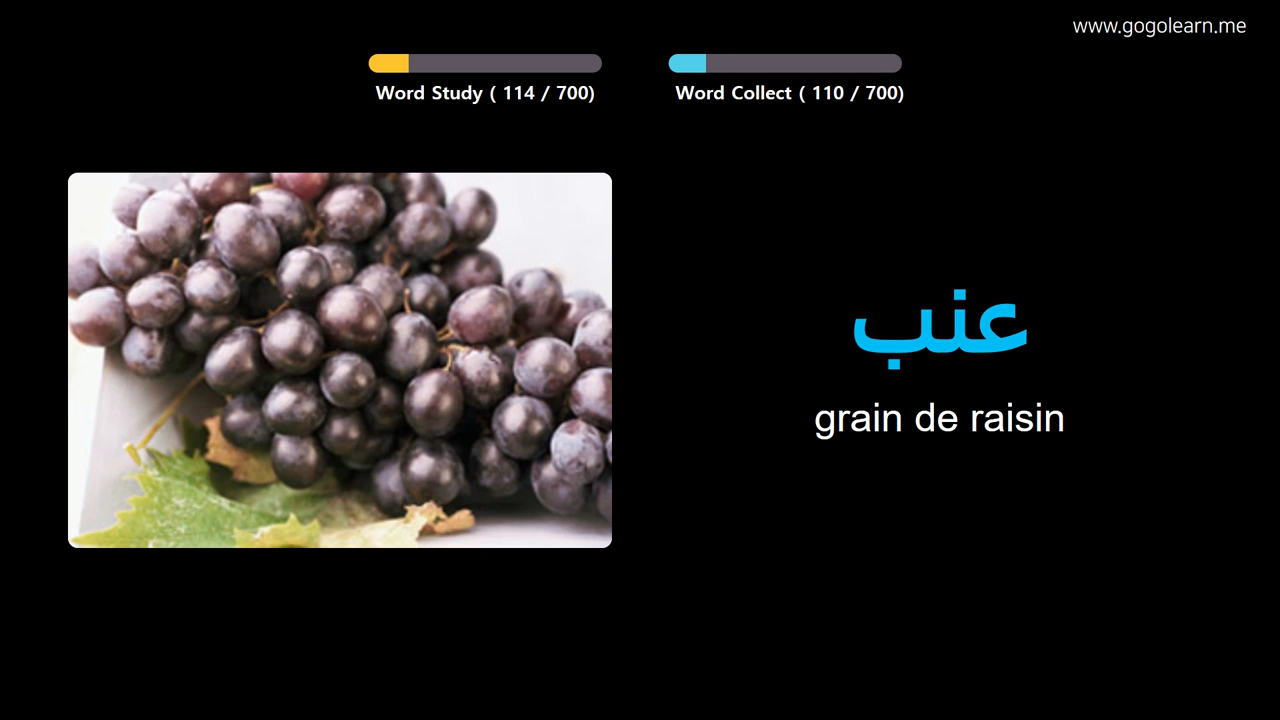 www.gogolearn.me
Word Study ( 114 / 700)
Word Collect ( 110 / 700)
عنب
grain de raisin